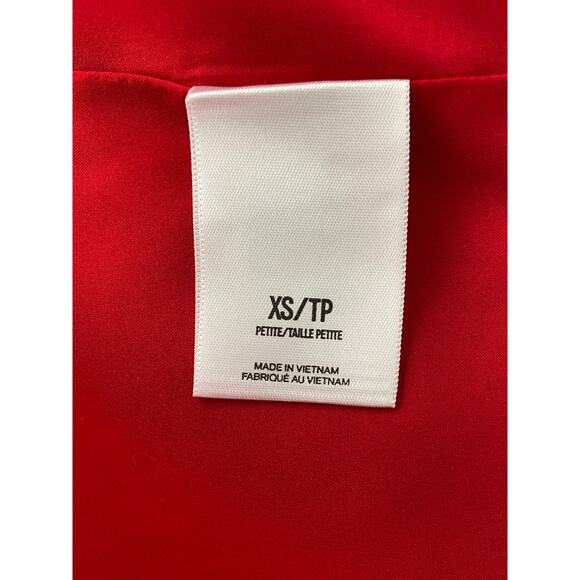 XS/TP
PETITE/TAILLE PETITE
MADE IN VIETNAM
FABRIQUÉ AU VIETNAM